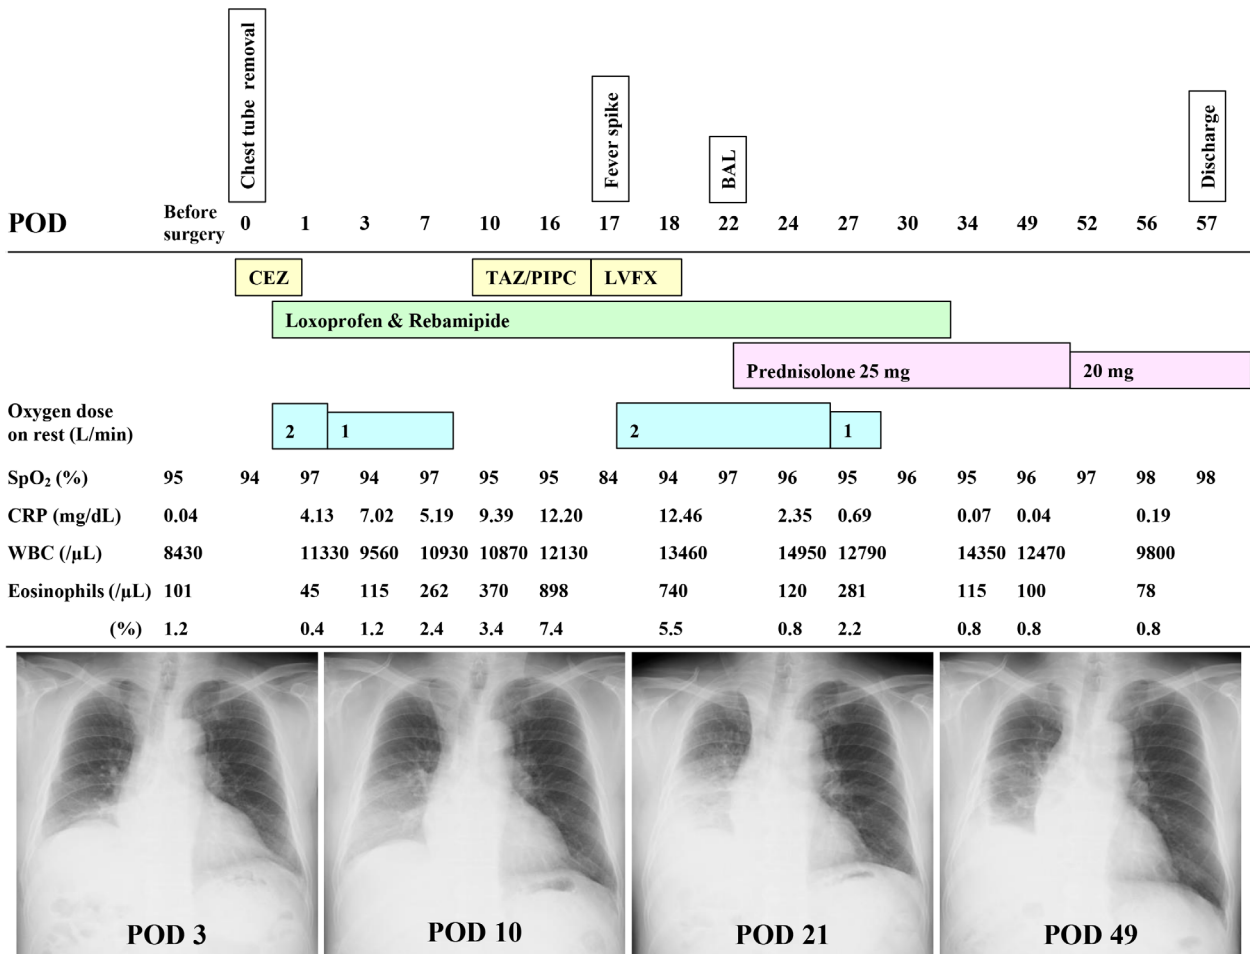 Chest tube removal
Fever spike
BAL
Discharge
POD Before surgery 0 1 3 7 10 16 17 18 22 24 27 30 34 49 52 56 57
CEZ TAZ/PIPC LVFX
Loxoprofen & Rebamipide
Prednisolone 25 mg 20 mg
Oxygen dose
on rest (L/min) 2 1 2 1
SpO₂ (%) 95 94 97 94 97 95 95 84 94 97 96 95 96 95 96 97 98 98
CRP (mg/dL) 0.04 4.13 7.02 5.19 9.39 12.20 12.46 2.35 0.69 0.07 0.04 0.19
WBC (/µL) 8430 11330 9560 10930 10870 12130 13460 14950 12790 14350 12470 9800
Eosinophils (/µL) 101 45 115 262 370 898 740 120 281 115 100 78
(%) 1.2 0.4 1.2 2.4 3.4 7.4 5.5 0.8 2.2 0.8 0.8 0.8
POD 3 POD 10 POD 21 POD 49